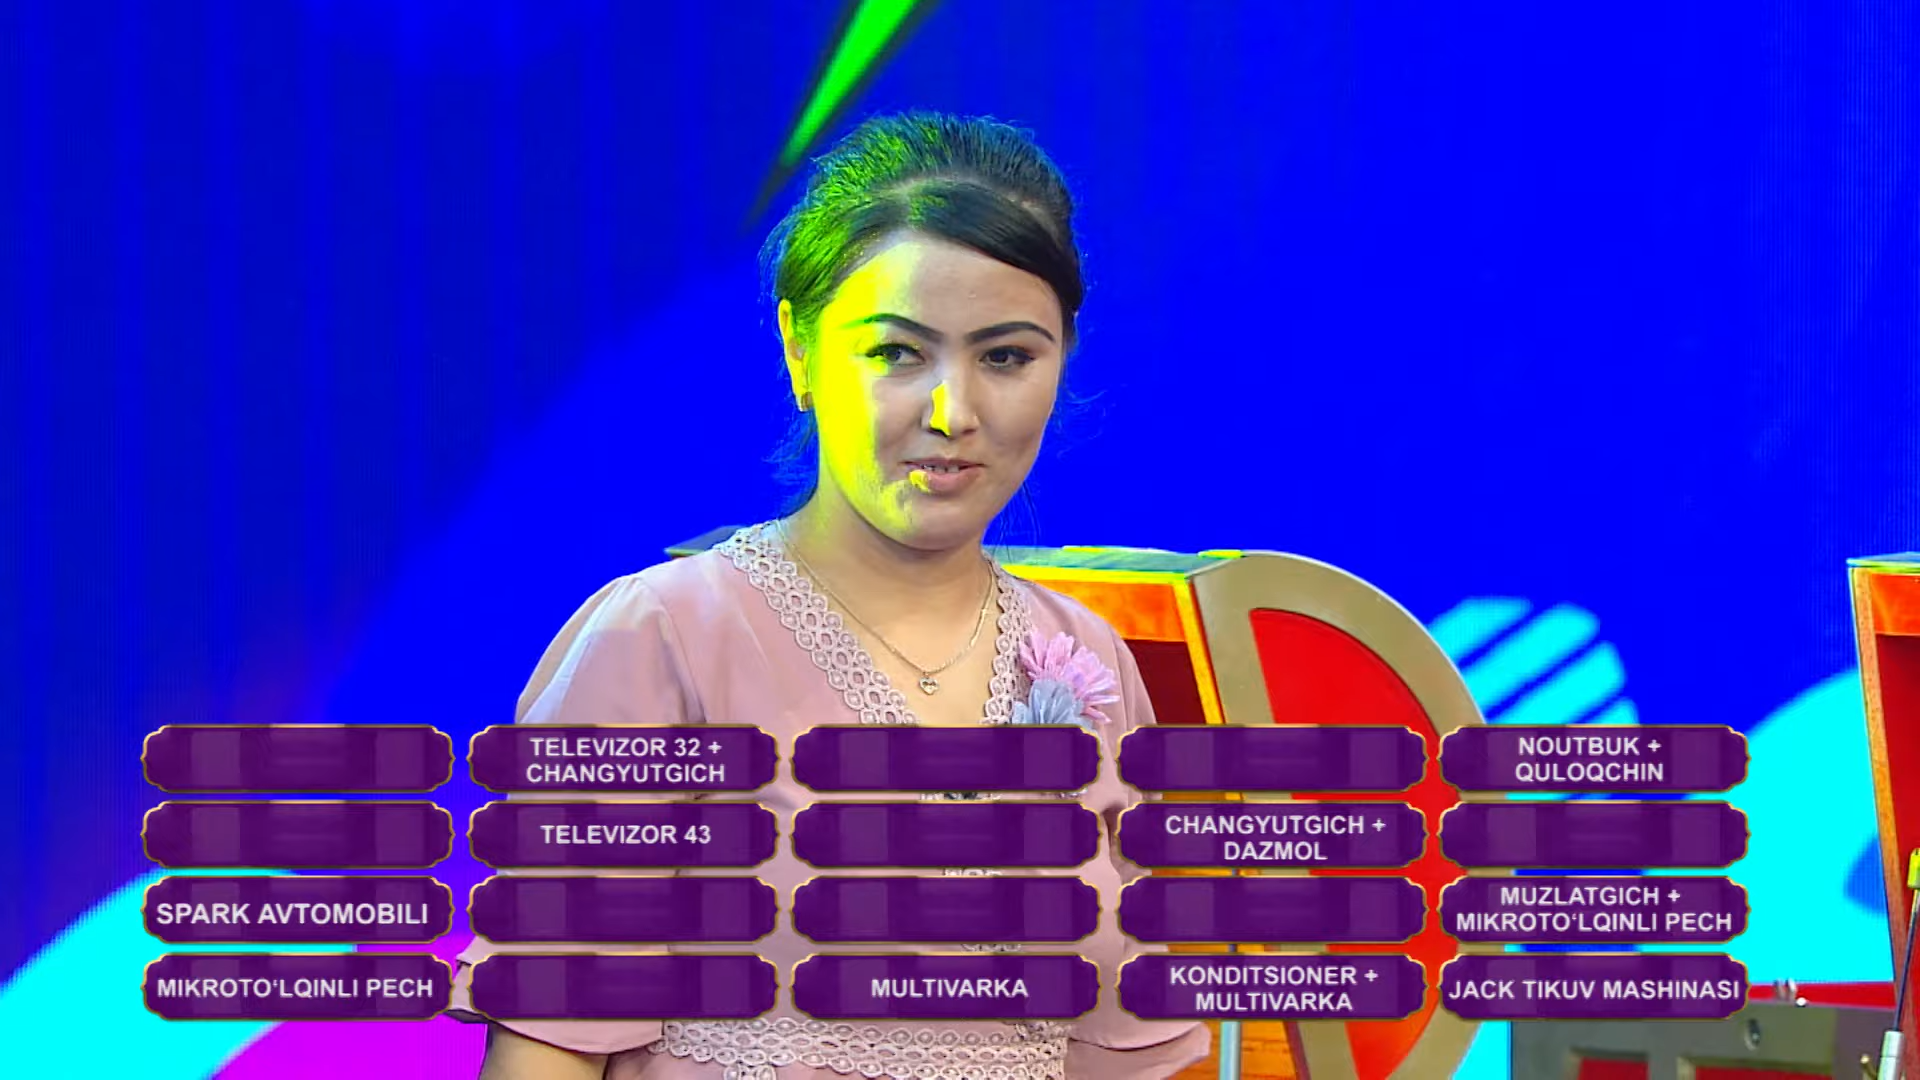 TELEVIZOR 32 +
CHANGYUTGICH
NOUTBUK +
QULOQCHIN
TELEVIZOR 43
CHANGYUTGICH +
DAZMOL
SPARK AVTOMOBILI
MUZLATGICH +
MIKROTO‘LQINLI PECH
MIKROTO‘LQINLI PECH
MULTIVARKA
KONDITSIONER +
MULTIVARKA
JACK TIKUV MASHINASI